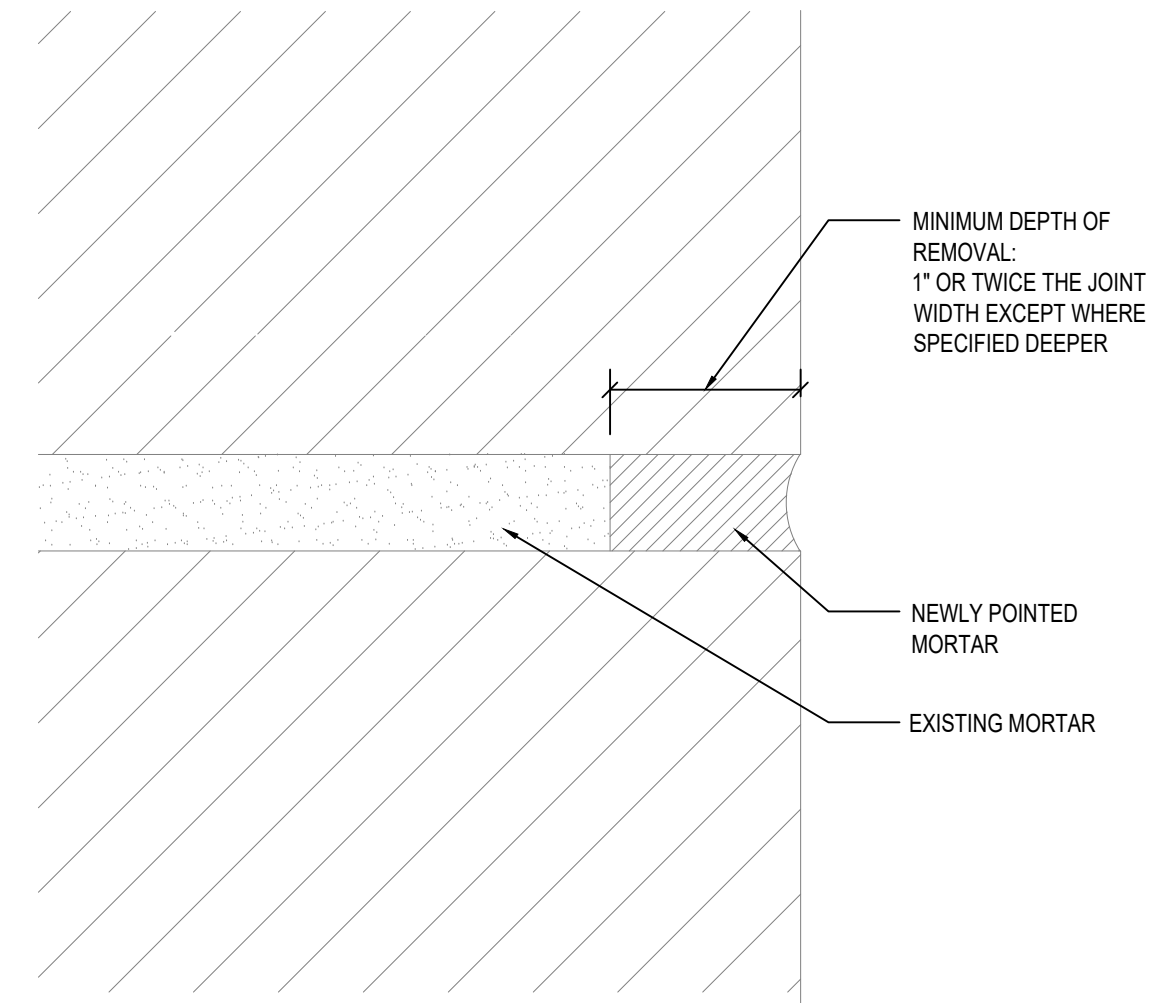 MINIMUM DEPTH OF
REMOVAL:
1" OR TWICE THE JOINT
WIDTH EXCEPT WHERE
SPECIFIED DEEPER
NEWLY POINTED
MORTAR
EXISTING MORTAR